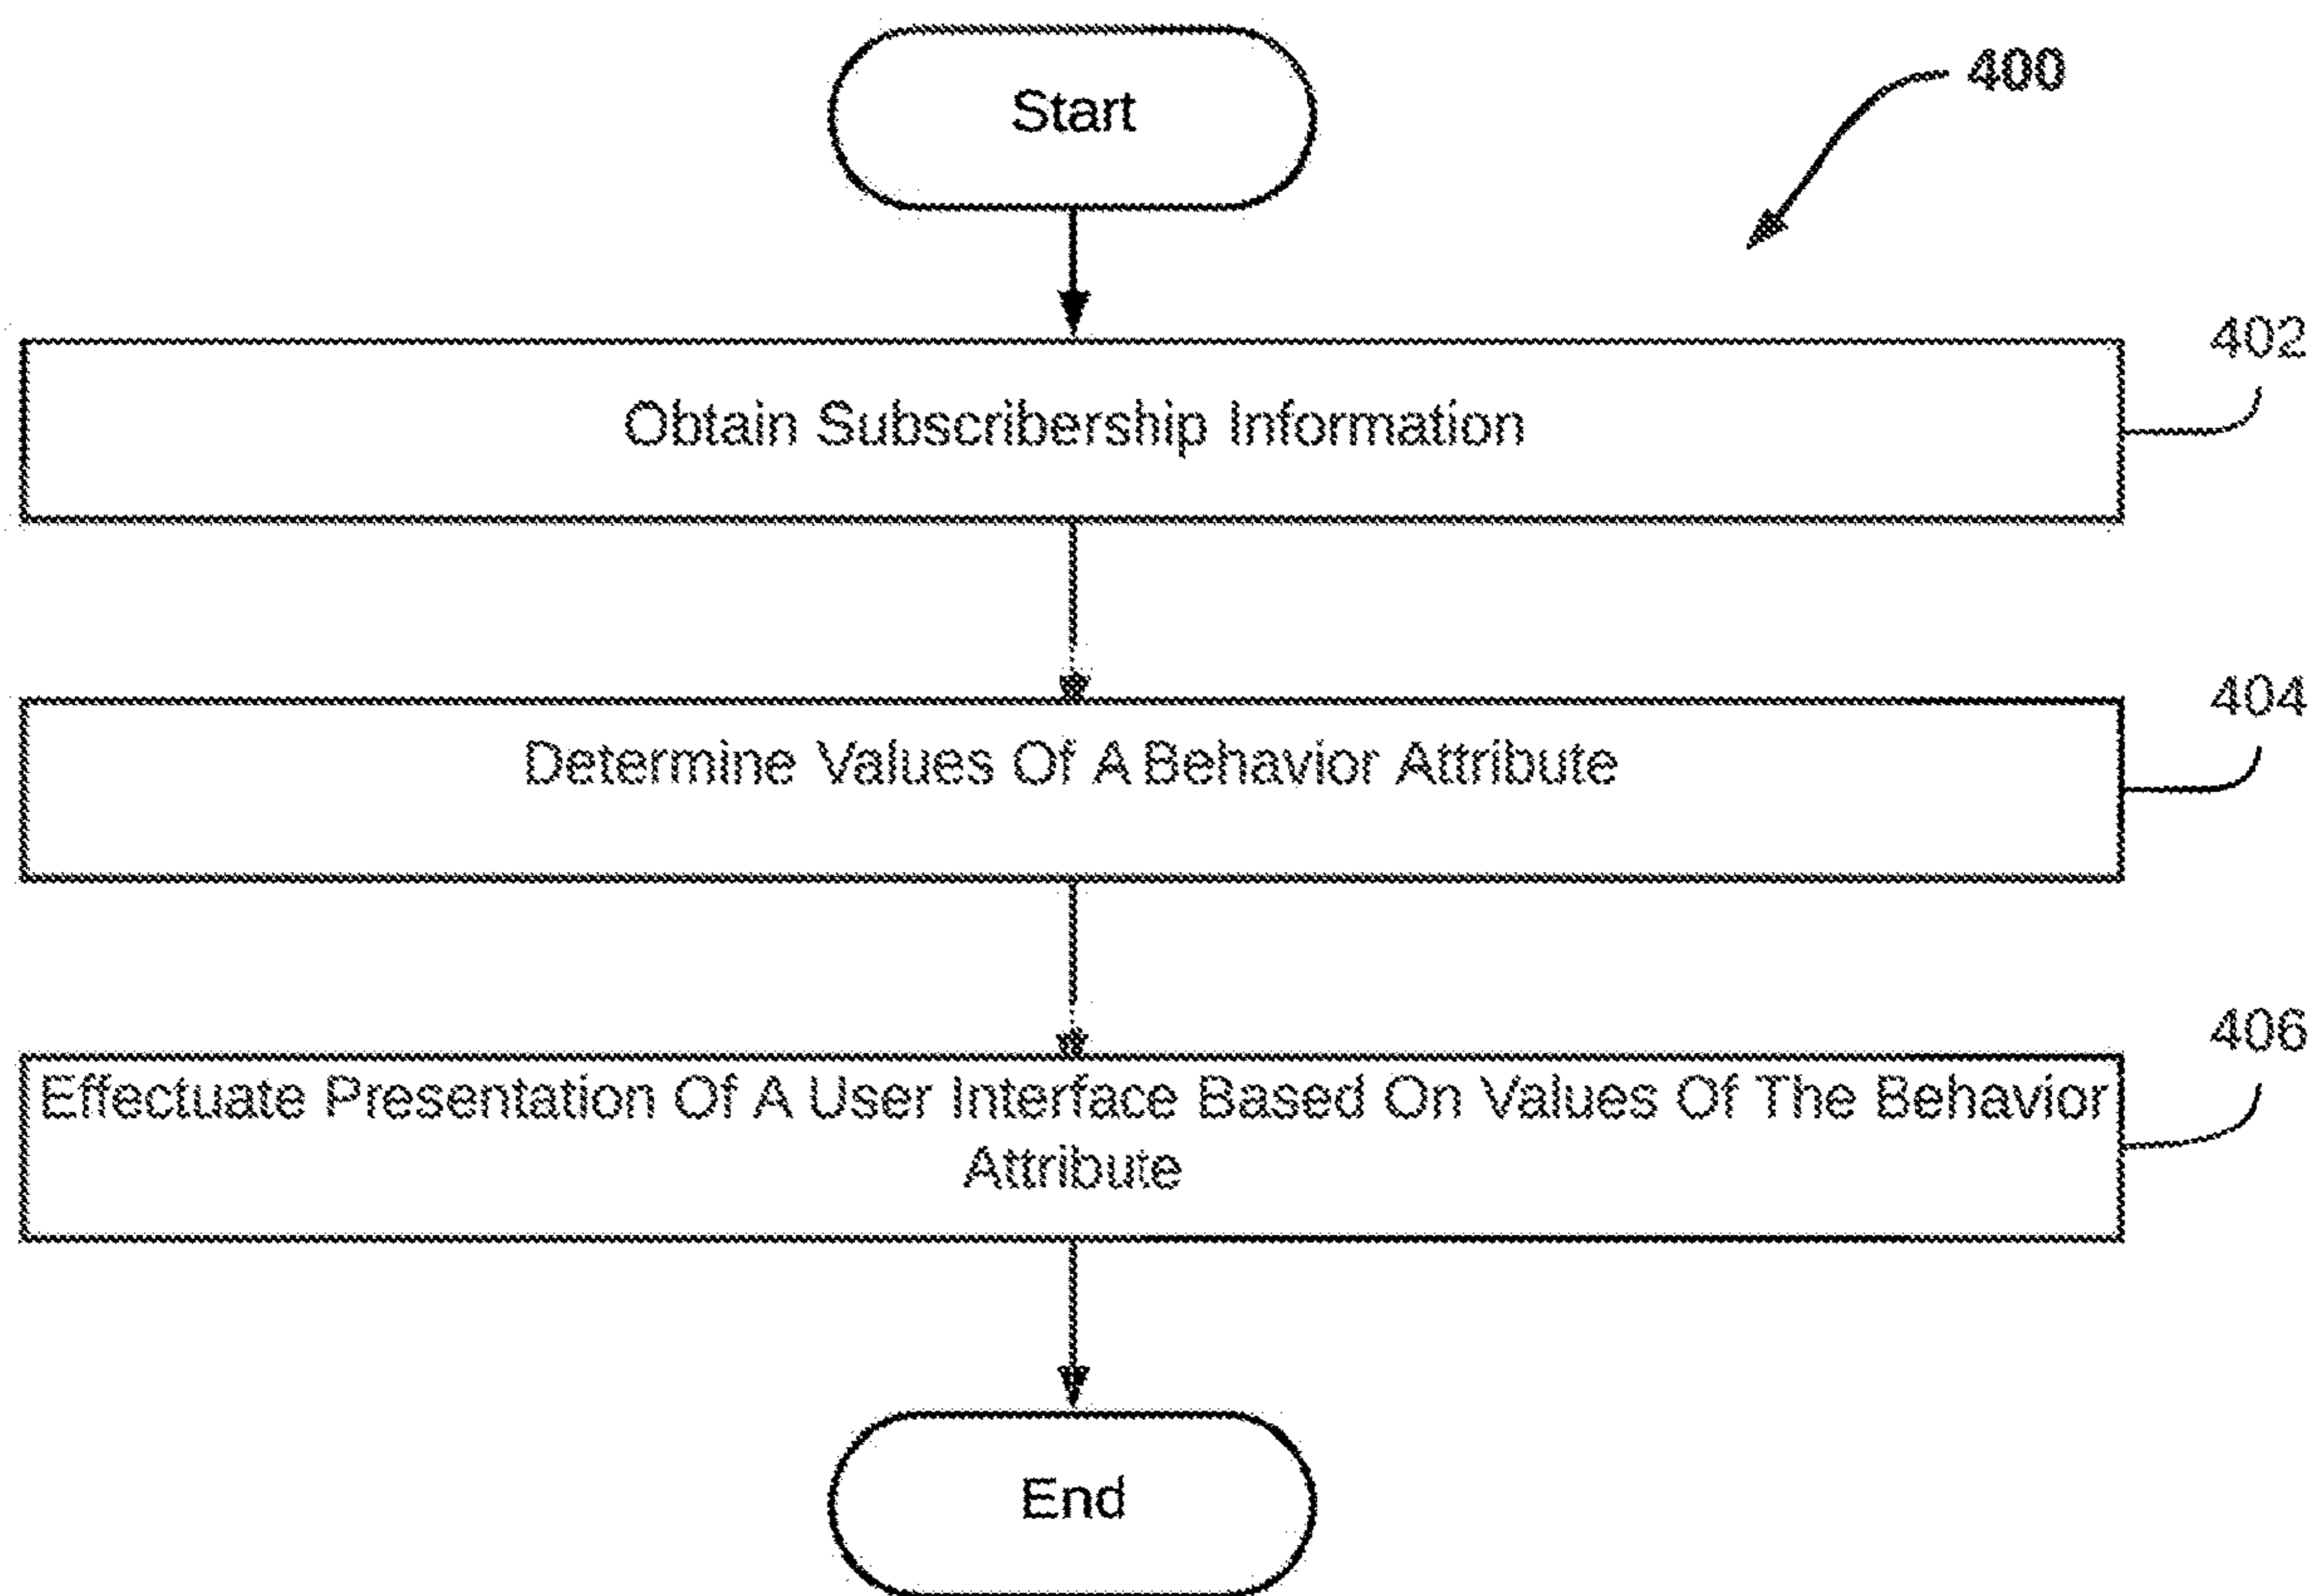 Start
400
402
Obtain Subscribership Information
404
Determine Values Of A Behavior Attribute
406
Effectuate Presentation Of A User Interface Based On Values Of The Behavior
Attribute
End